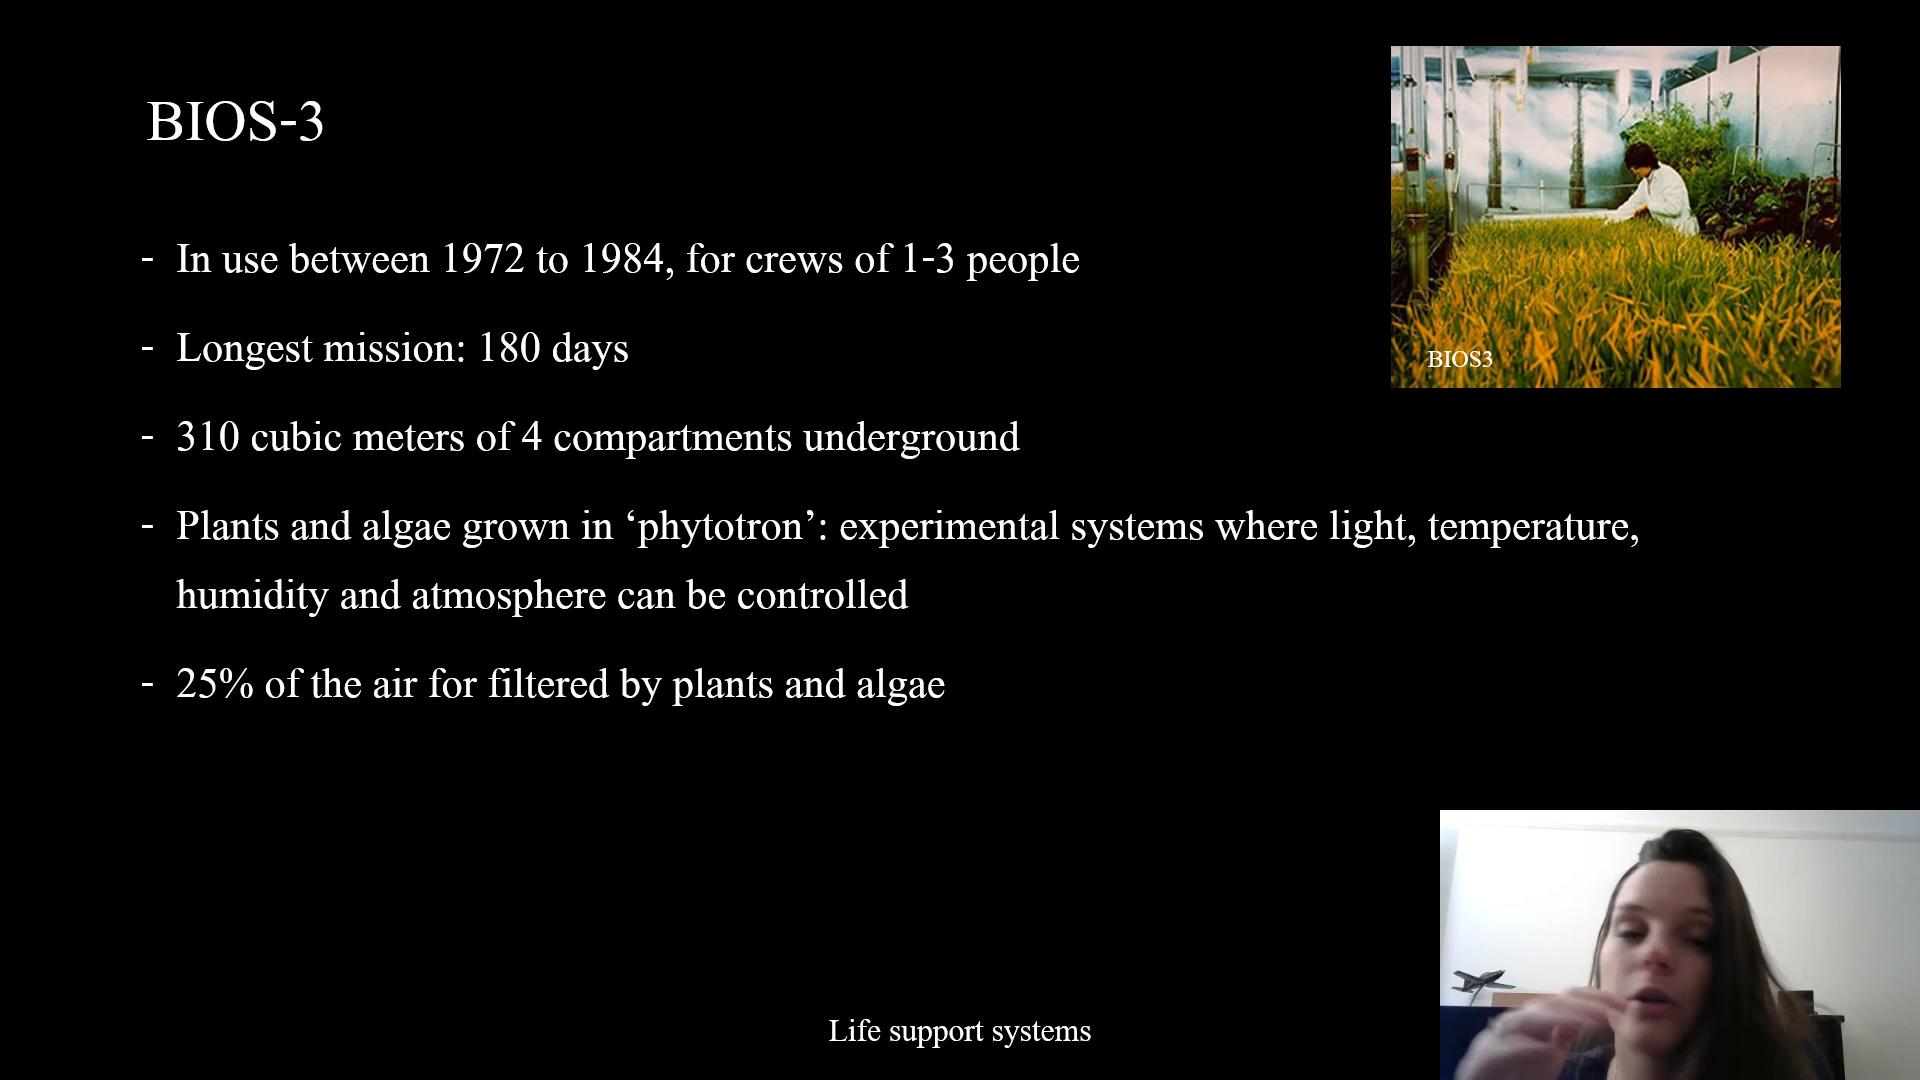 BIOS-3
- In use between 1972 to 1984, for crews of 1-3 people
- Longest mission: 180 days
- 310 cubic meters of 4 compartments underground
- Plants and algae grown in ‘phytotron’: experimental systems where light, temperature,
humidity and atmosphere can be controlled
- 25% of the air for filtered by plants and algae
BIOS3
Life support systems